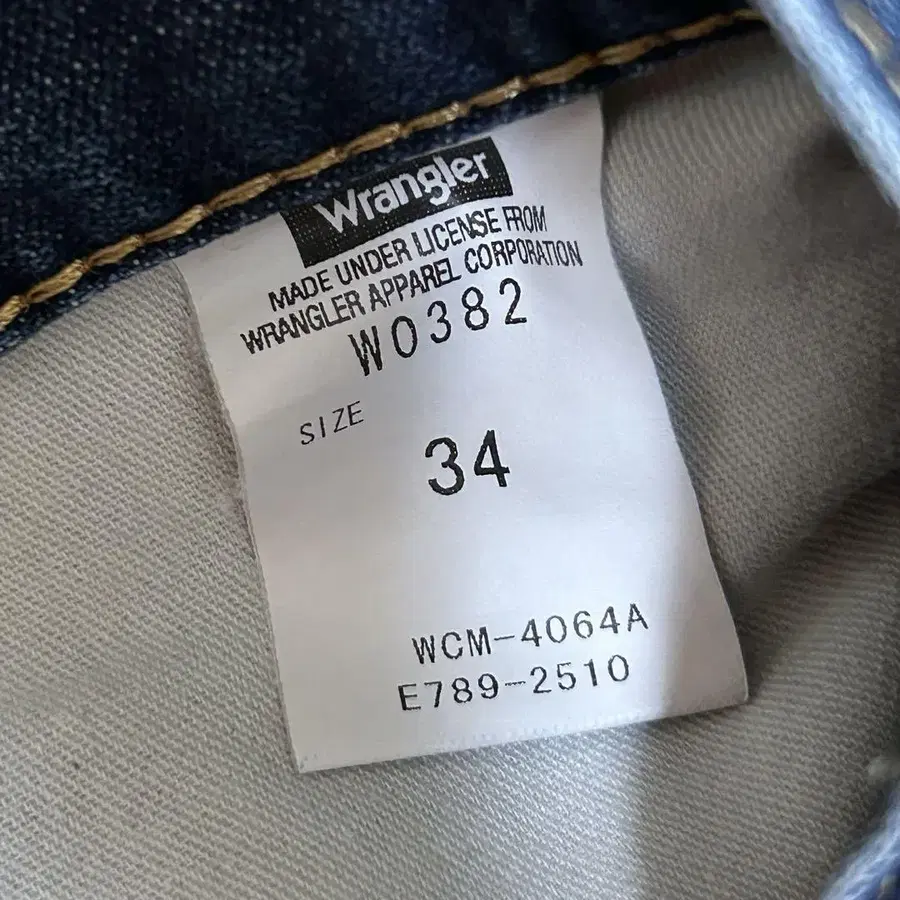 Wrangler
MADE UNDER LICENSE FROM
WRANGLER APPAREL CORPORATION
W0382
SIZE
34
WCM-4064A
E789-2510